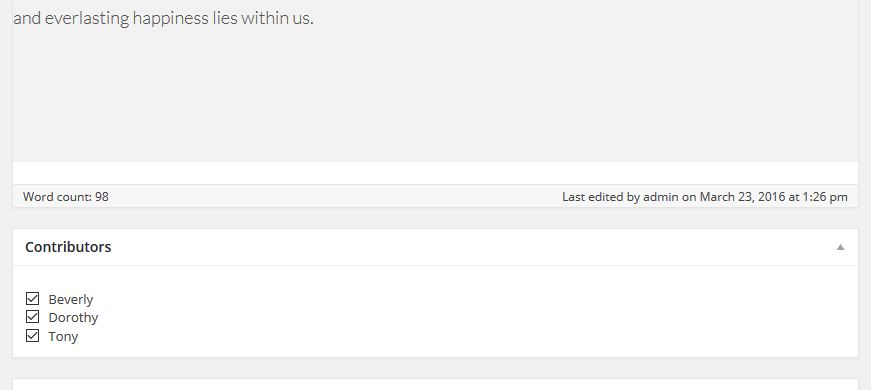 and everlasting happiness lies within us.
Word count: 98 Last edited by admin on March 23, 2016 at 1:26 pm
Contributors
Beverly
Dorothy
Tony